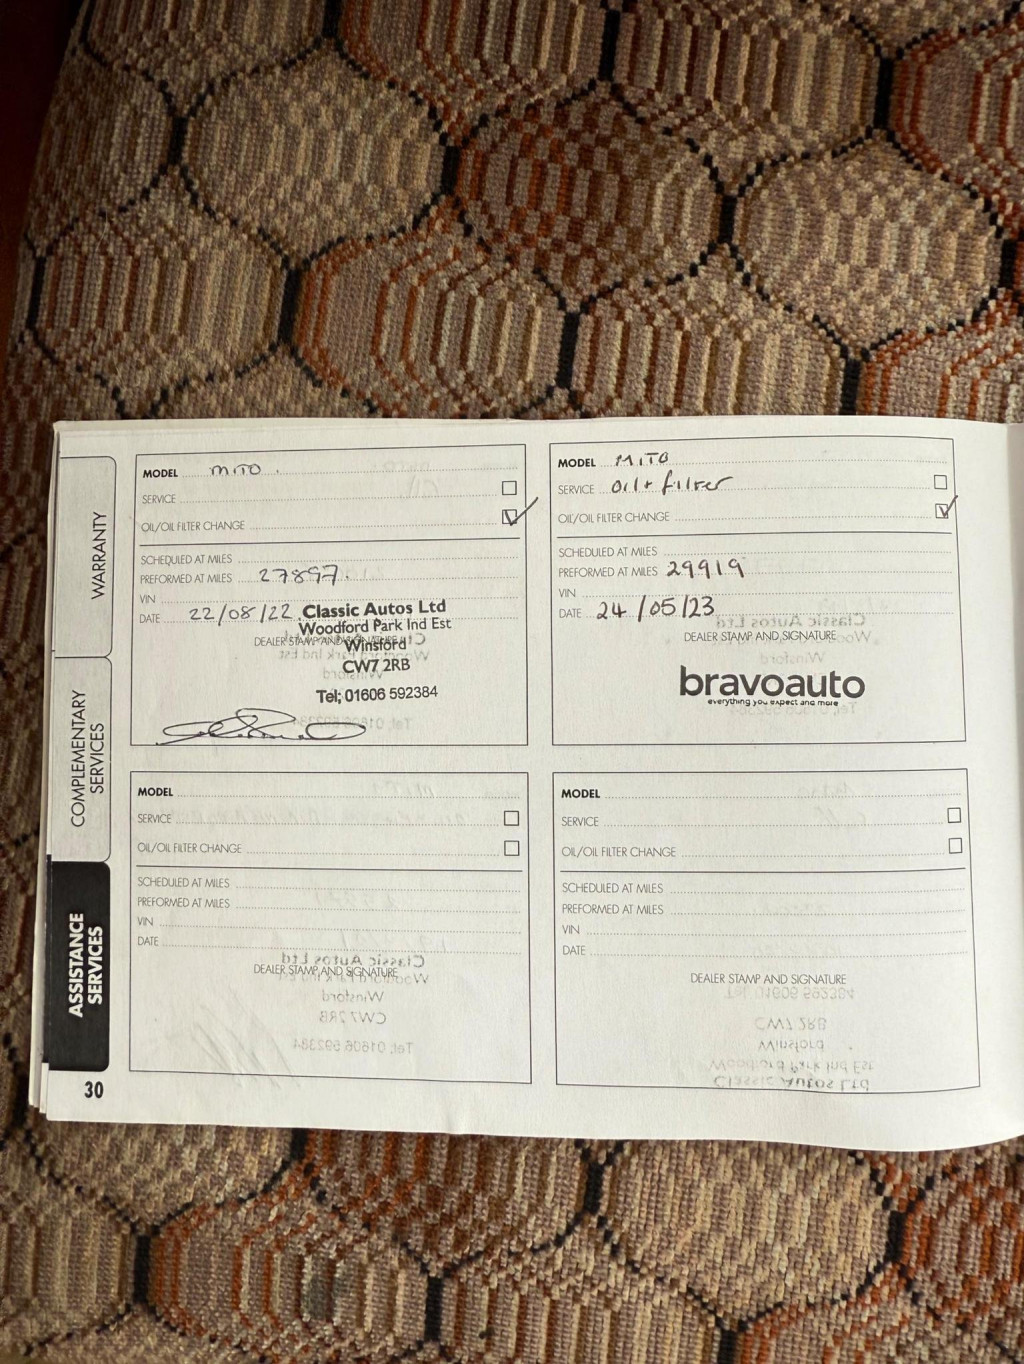 WARRANTY
COMPLEMENTARY
SERVICES
ASSISTANCE
SERVICES
30
MODEL MITO.
SERVICE
OIL/OIL FILTER CHANGE
SCHEDULED AT MILES
PREFORMED AT MILES 27897.
VIN
DATE 22/08/22
DEALER STAMP AND SIGNATURE
Classic Autos Ltd
Woodford Park Ind Est
Winsford
CW7 2RB
Tel; 01606 592384
MODEL MITO
SERVICE Oil + filter
OIL/OIL FILTER CHANGE
SCHEDULED AT MILES
PREFORMED AT MILES 29919
VIN
DATE 24/05/23
DEALER STAMP AND SIGNATURE
bravoauto
everything you expect and more
MODEL
SERVICE
OIL/OIL FILTER CHANGE
SCHEDULED AT MILES
PREFORMED AT MILES
VIN
DATE
DEALER STAMP AND SIGNATURE
MODEL
SERVICE
OIL/OIL FILTER CHANGE
SCHEDULED AT MILES
PREFORMED AT MILES
VIN
DATE
DEALER STAMP AND SIGNATURE